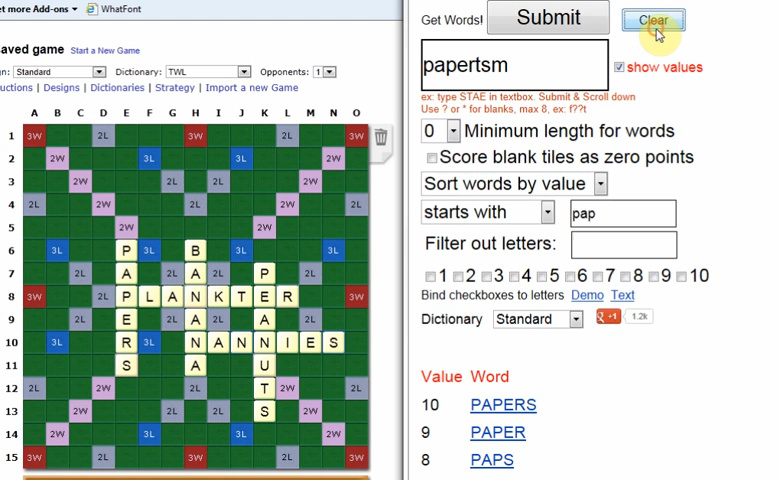 et more Add-ons WhatFont
saved game Start a New Game
n: Standard Dictionary: TWL Opponents: 1
uctions | Designs | Dictionaries | Strategy | Import a new Game
A B C D E F G H I J K L M N O
1 3W 2L 3W 2L 3W
2 2W 3L 3L 2W
3 2W 2L 2L 2W
4 2L 2W 2W 2L
5 2W 2W
6 3L P 3L B 3L 3L
7 2L A 2L A 2L P 2L
8 3W 2L P L A N K T E R 3W
9 2L E 2L A 2L A 2L
10 3L R 3L N A N N I E S
11 S A U
12 2L 2W 2L T 2W 2L
13 2W 2L 2L S 2W
14 2W 3L 3L 2W
15 3W 2L 3W 2L 3W
Get Words! Submit Clear
papertsm show values
ex: type STAE in textbox. Submit & Scroll down
Use ? or * for blanks, max 8, ex: f??t
0 Minimum length for words
Score blank tiles as zero points
Sort words by value
starts with pap
Filter out letters:
1 2 3 4 5 6 7 8 9 10
Bind checkboxes to letters Demo Text
Dictionary Standard +1 1.2k
Value Word
10 PAPERS
9 PAPER
8 PAPS